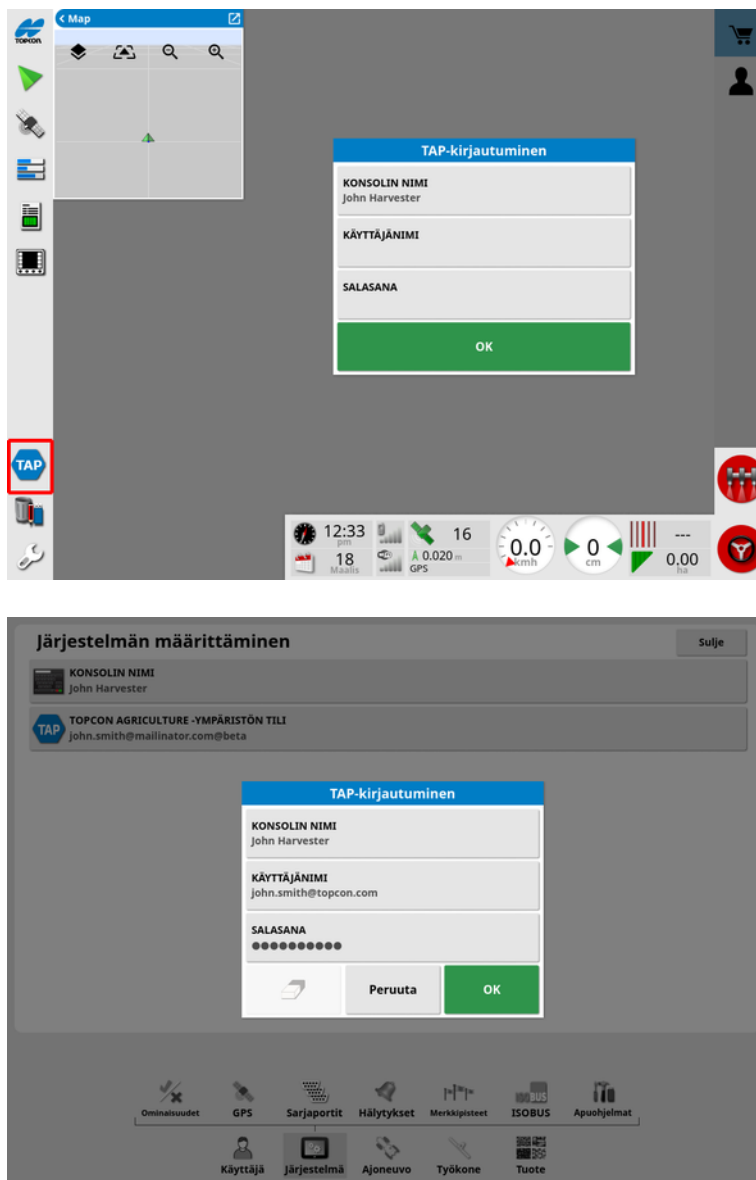 TOPCON
< Map
TAP-kirjautuminen
KONSOLIN NIMI
John Harvester
KÄYTTÄJÄNIMI
SALASANA
OK
TAP
12:33
pm
16
0.0
kmh
0
cm
---
18
Maalis
0.020 m
GPS
0.00
ha
Järjestelmän määrittäminen
Sulje
KONSOLIN NIMI
John Harvester
TAP
TOPCON AGRICULTURE -YMPÄRISTÖN TILI
john.smith@mailinator.com@beta
TAP-kirjautuminen
KONSOLIN NIMI
John Harvester
KÄYTTÄJÄNIMI
john.smith@topcon.com
SALASANA
●●●●●●●●●●
Peruuta
OK
Ominaisuudet
GPS
Sarjaportit
Hälytykset
Merkkipisteet
ISOBUS
ISOBUS
Apuohjelmat
Käyttäjä
Järjestelmä
Ajoneuvo
Työkone
Tuote